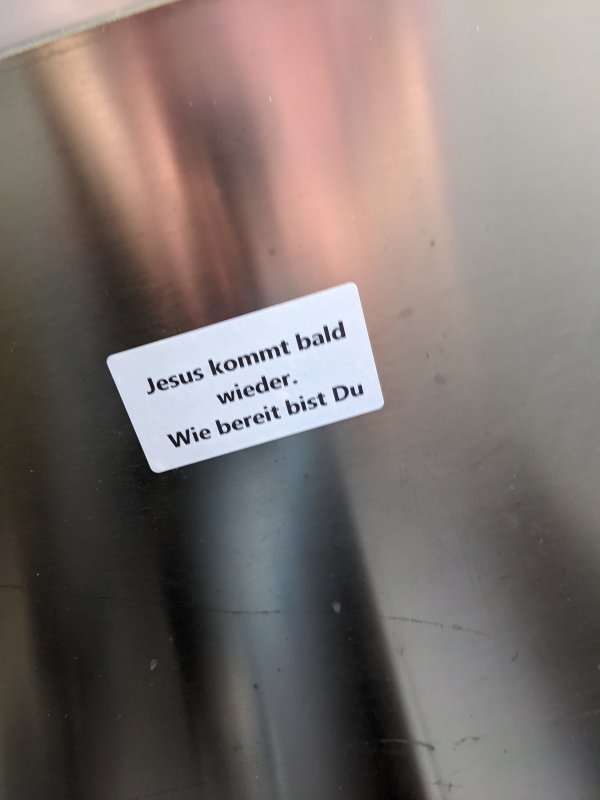 Jesus kommt bald
wieder.
Wie bereit bist Du